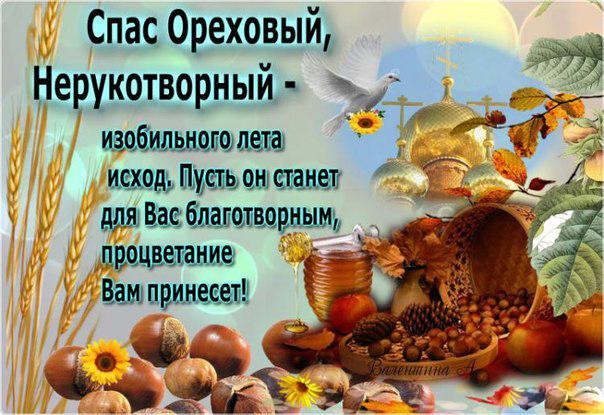 Спас Ореховый,
Нерукотворный -
изобильного лета
исход. Пусть он станет
для Вас благотворным,
процветание
Вам принесет!
Валентина А.